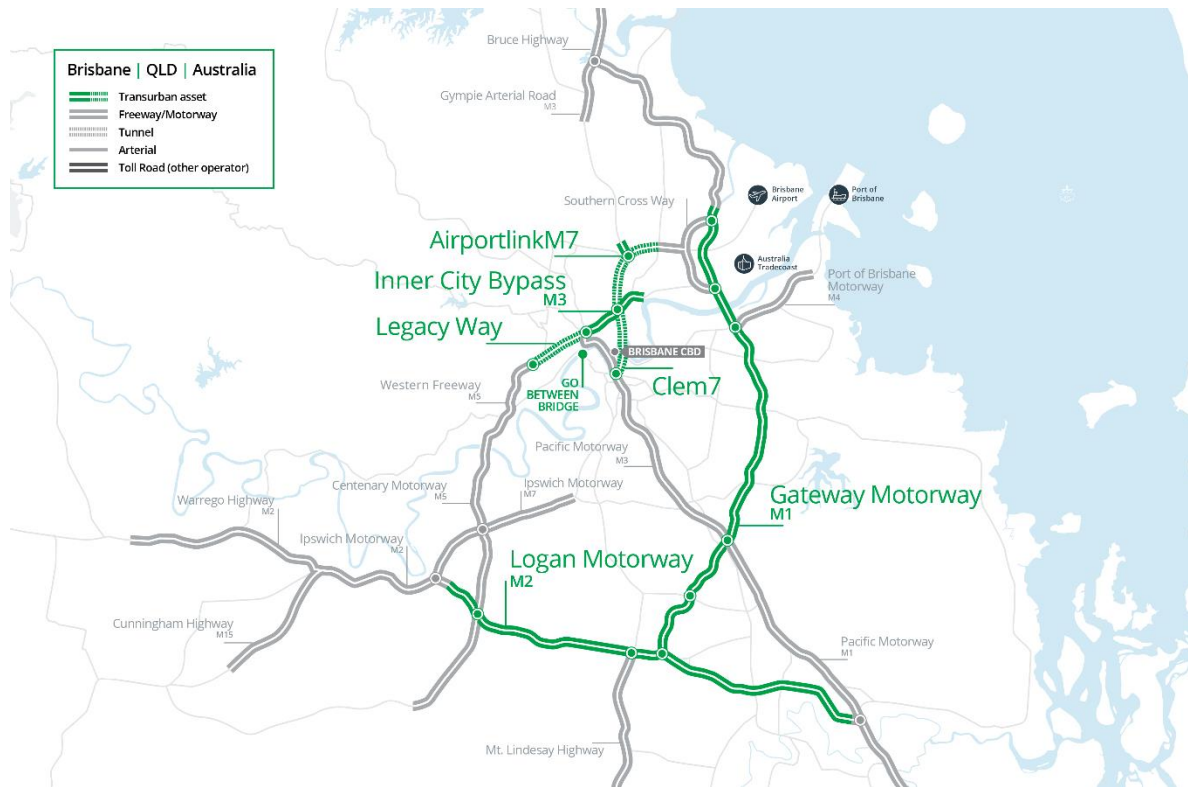 Brisbane | QLD | Australia
Transurban asset
Freeway/Motorway
Tunnel
Arterial
Toll Road (other operator)
Bruce Highway
Gympie Arterial Road
M3
Southern Cross Way
Brisbane
Airport
Port of
Brisbane
AirportlinkM7
Australia
Tradecoast
Inner City Bypass
M3
Port of Brisbane
Motorway
M4
Legacy Way
BRISBANE CBD
Western Freeway
M5
GO
BETWEEN
BRIDGE
Clem7
Pacific Motorway
M3
Centenary Motorway
M5
Ipswich Motorway
M7
Warrego Highway
M2
Gateway Motorway
M1
Ipswich Motorway
M2
Logan Motorway
M2
Cunningham Highway
M15
Pacific Motorway
M1
Mt. Lindesay Highway